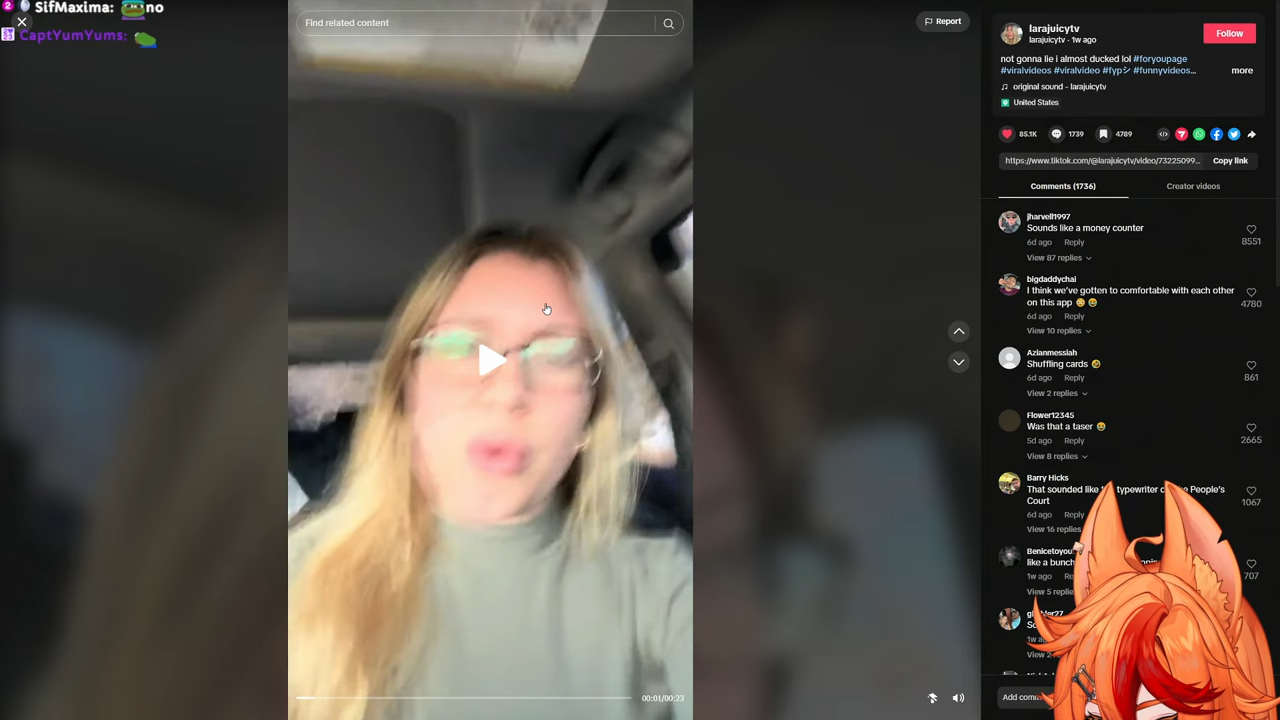 SifMaxima: no
CaptYumYums:
Find related content
Report
larajuicytv
larajuicytv · 1w ago
Follow
not gonna lie i almost ducked lol #foryoupage
#viralvideos #viralvideo #fypシ #funnyvideos...
more
original sound - larajuicytv
United States
85.1K
1739
4789
https://www.tiktok.com/@larajuicytv/video/73225099...
Copy link
Comments (1736)
Creator videos
jharvell1997
Sounds like a money counter
6d ago Reply
8551
View 87 replies
bigdaddychai
I think we've gotten to comfortable with each other
on this app
4780
6d ago Reply
View 10 replies
Azianmessiah
Shuffling cards
861
6d ago Reply
View 2 replies
Flower12345
Was that a taser
2665
5d ago Reply
View 8 replies
Barry Hicks
That sounded like typewriter People's
Court
1067
6d ago Reply
View 16 replies
like a bunch
707
1w ago
View 5
00:01/00:23
Add